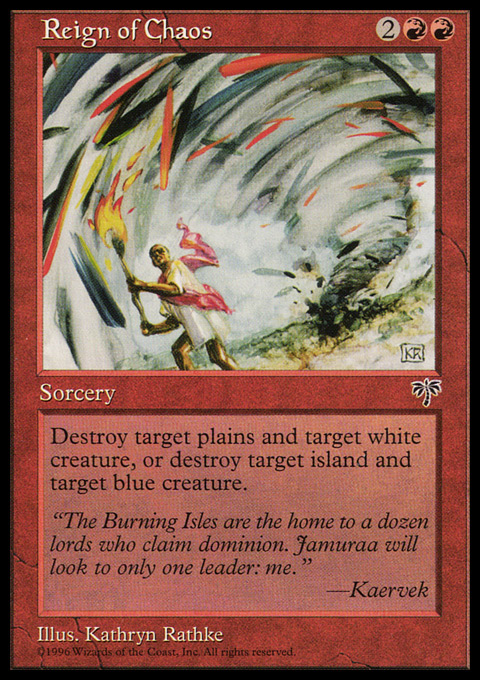 Reign of Chaos
2
KR
Sorcery
Destroy target plains and target white
creature, or destroy target island and
target blue creature.
“The Burning Isles are the home to a dozen
lords who claim dominion. Jamuraa will
look to only one leader: me.”
—Kaervek
Illus. Kathryn Rathke
©1996 Wizards of the Coast, Inc. All rights reserved.